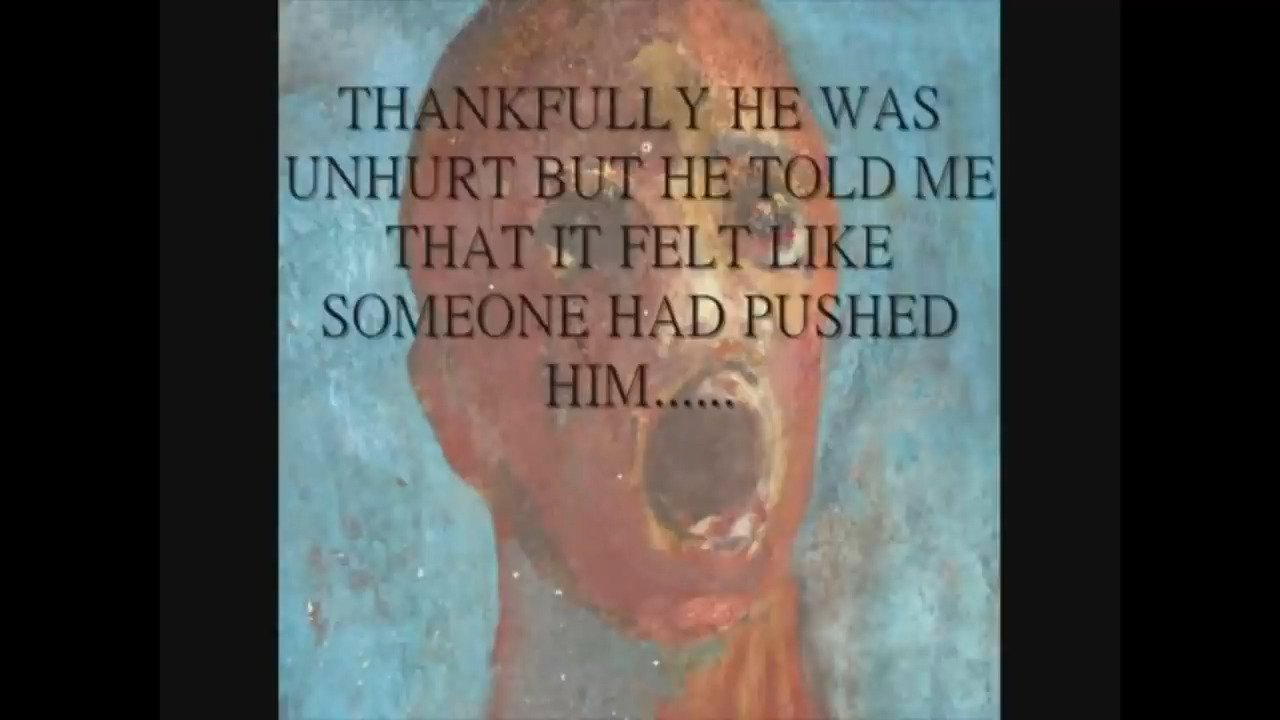 THANKFULLY HE WAS
UNHURT BUT HE TOLD ME
THAT IT FELT LIKE
SOMEONE HAD PUSHED
HIM......